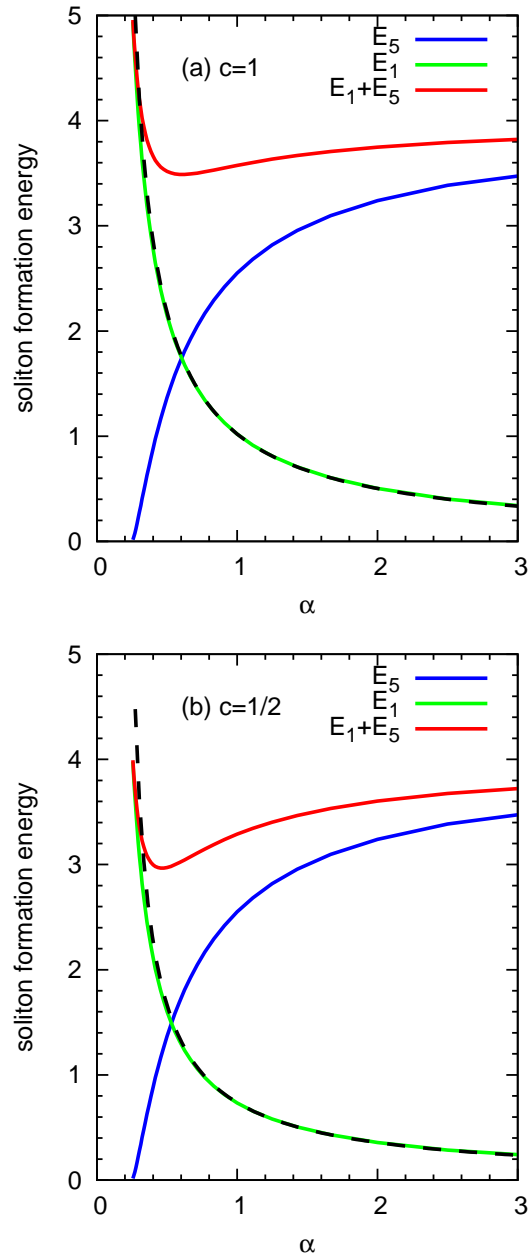 5
4
3
2
1
0
soliton formation energy
(a) c=1
E5
E1
E1+E5
0
1
2
3
α
5
4
3
2
1
0
soliton formation energy
(b) c=1/2
E5
E1
E1+E5
0
1
2
3
α